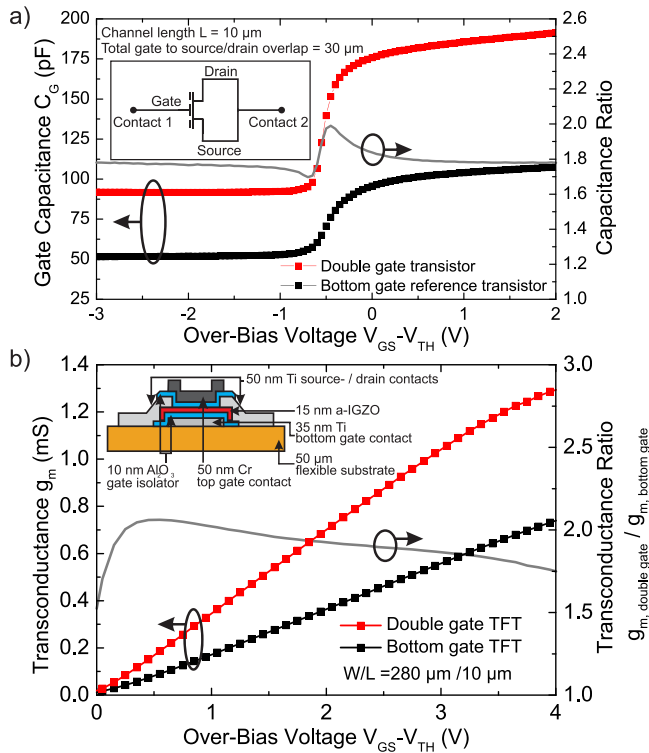 a)
Channel length L = 10 µm
Total gate to source/drain overlap = 30 µm
Drain
Gate
Contact 1
Contact 2
Source
200
175
150
125
100
75
50
25
Gate Capacitance C_G (pF)
2.6
2.4
2.2
2.0
1.8
1.6
1.4
1.2
1.0
Capacitance Ratio
Double gate transistor
Bottom gate reference transistor
-3
-2
-1
0
1
2
Over-Bias Voltage V_GS-V_TH (V)
b)
1.4
1.2
1.0
0.8
0.6
0.4
0.2
0.0
Transconductance g_m (mS)
50 nm Ti source- / drain contacts
15 nm a-IGZO
35 nm Ti
bottom gate contact
50 µm
flexible substrate
10 nm AlO_3
gate isolator
50 nm Cr
top gate contact
3.0
2.5
2.0
1.5
1.0
Transconductance Ratio
g_m, double gate / g_m, bottom gate
Double gate TFT
Bottom gate TFT
W/L =280 µm /10 µm
0
1
2
3
4
Over-Bias Voltage V_GS-V_TH (V)